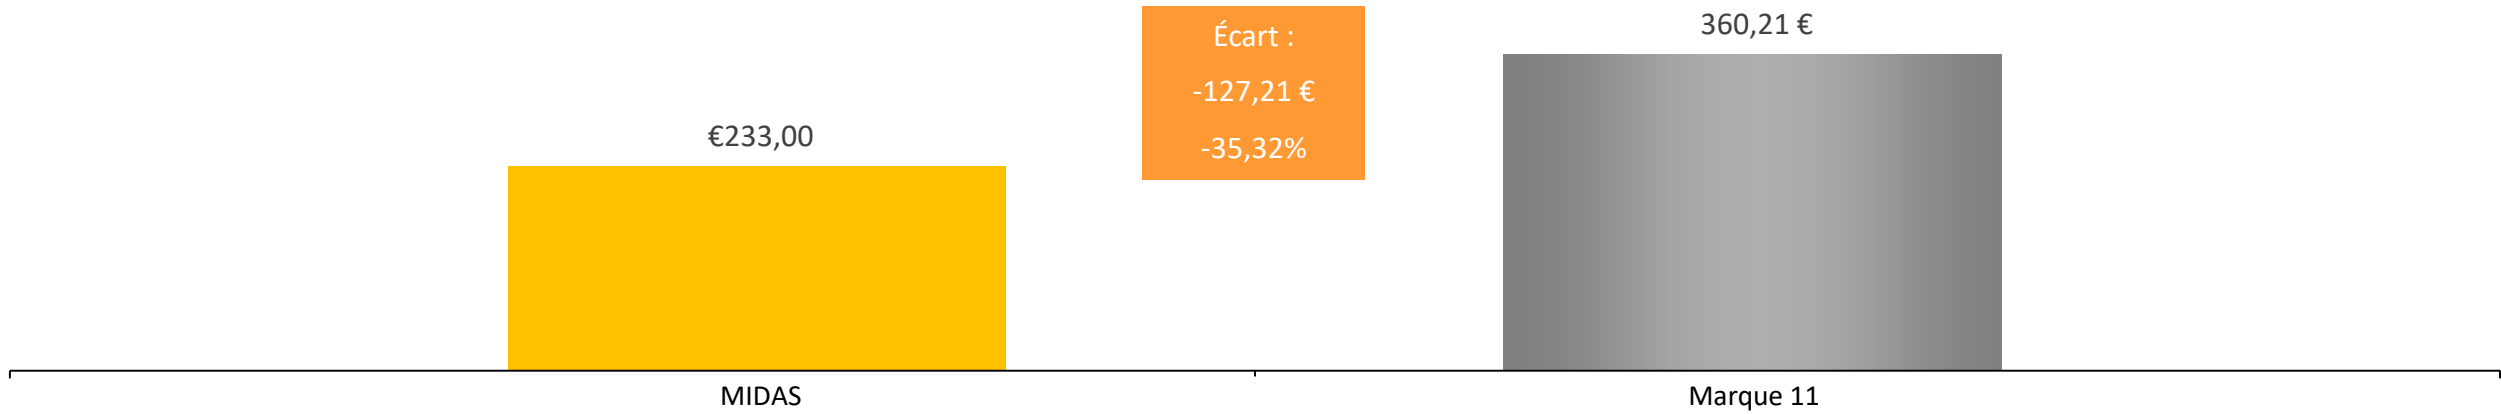 Écart :
-127,21 €
-35,32%
360,21 €
€233,00
MIDAS
Marque 11